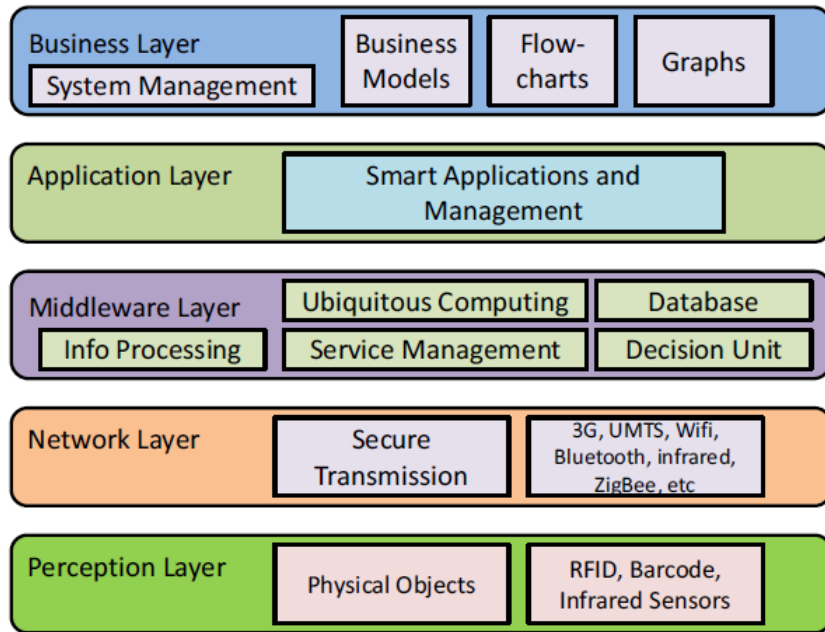 Business Layer
System Management
Business
Models
Flow-
charts
Graphs
Application Layer
Smart Applications and
Management
Middleware Layer
Ubiquitous Computing
Database
Info Processing
Service Management
Decision Unit
Network Layer
Secure
Transmission
3G, UMTS, Wifi,
Bluetooth, infrared,
ZigBee, etc
Perception Layer
Physical Objects
RFID, Barcode,
Infrared Sensors